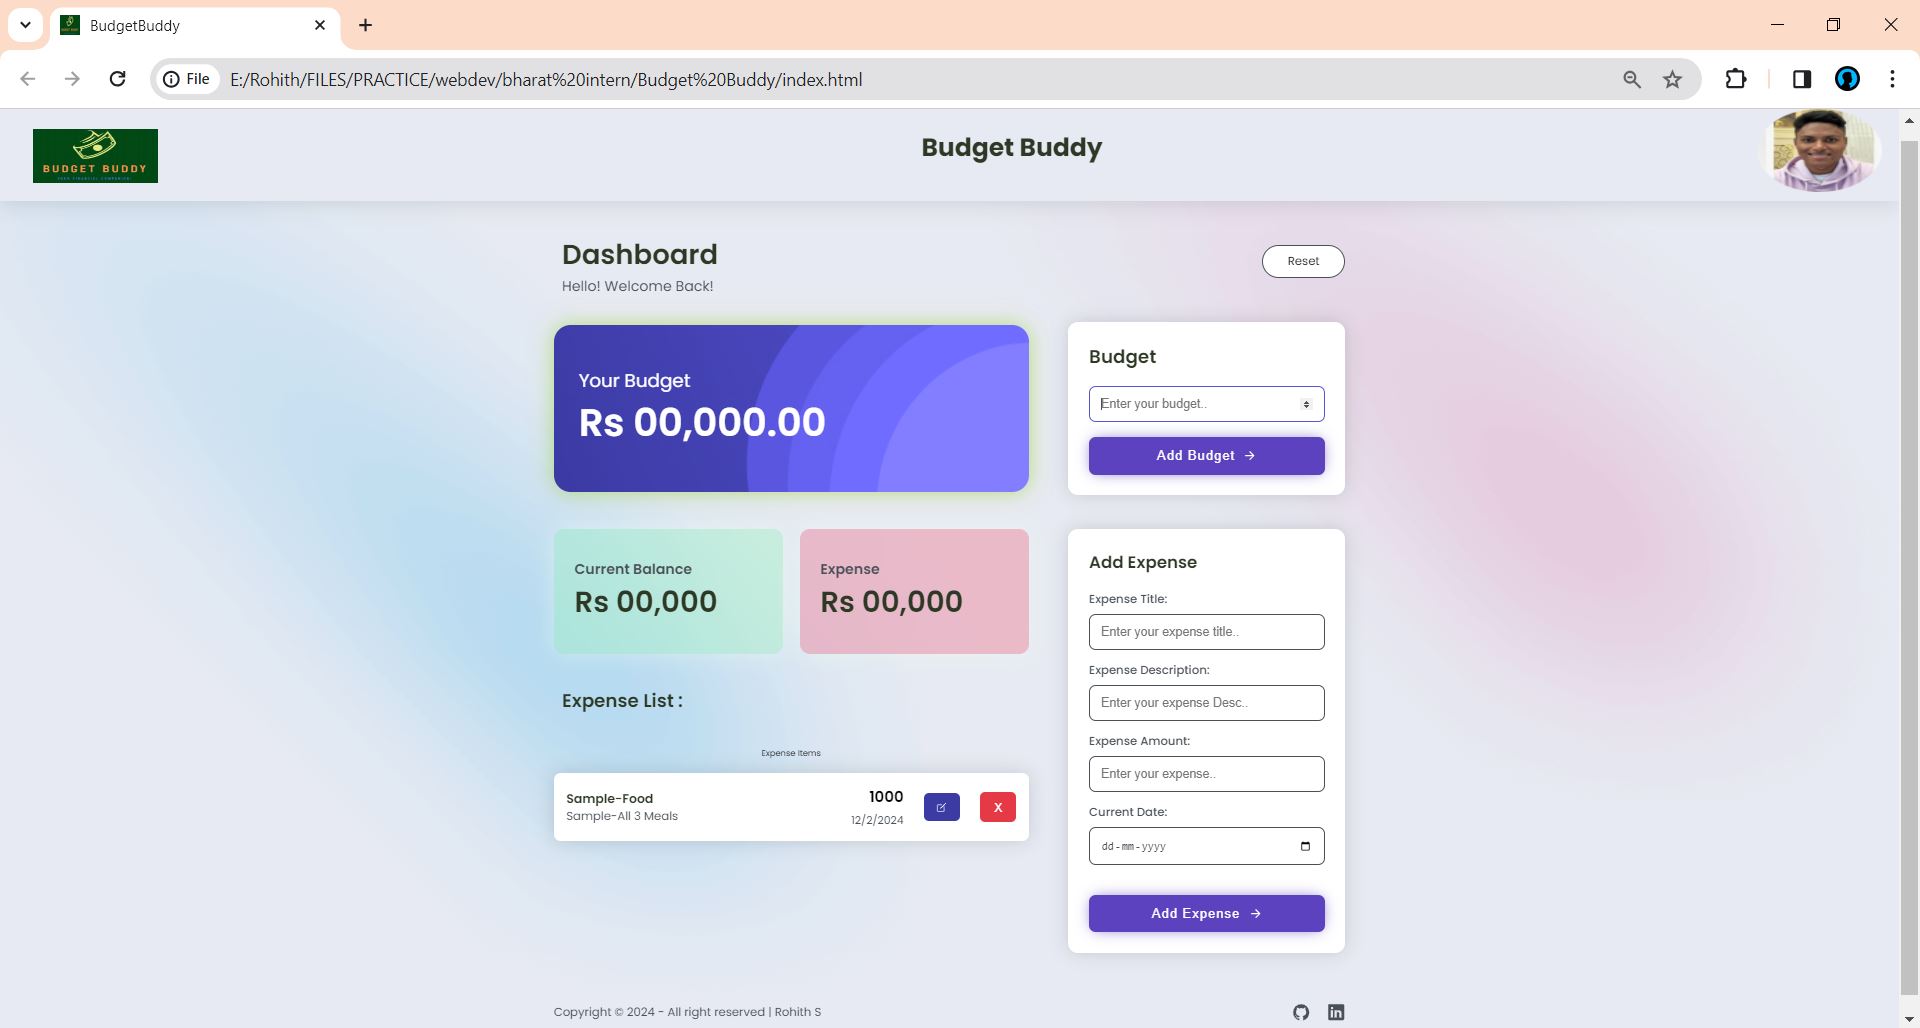 BudgetBuddy
File
E:/Rohith/FILES/PRACTICE/webdev/bharat%20intern/Budget%20Buddy/index.html
BUDGET BUDDY
YOUR FINANCIAL COMPANION!
Budget Buddy
Dashboard
Reset
Hello! Welcome Back!
Your Budget
Rs 00,000.00
Budget
Enter your budget..
Add Budget →
Current Balance
Rs 00,000
Expense
Rs 00,000
Add Expense
Expense Title:
Enter your expense title..
Expense Description:
Enter your expense Desc..
Expense Amount:
Enter your expense..
Current Date:
dd-mm-yyyy
Add Expense →
Expense List :
Expense Items
Sample-Food
Sample-All 3 Meals
1000
12/2/2024
X
Copyright © 2024 - All right reserved | Rohith S